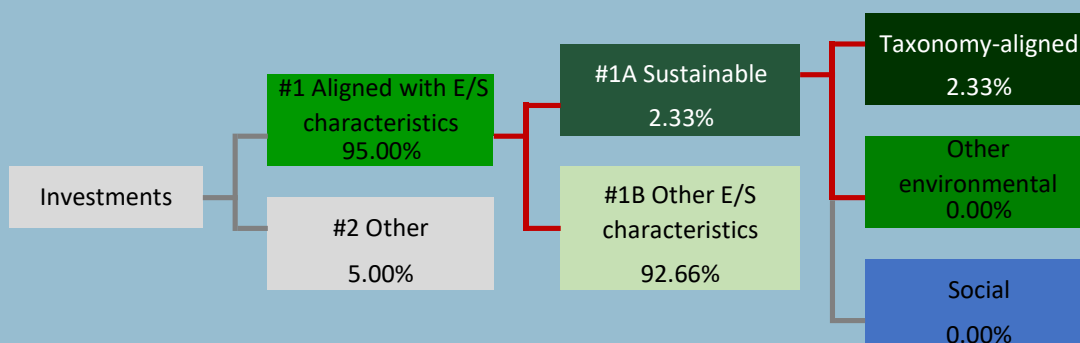 Investments
#1 Aligned with E/S
characteristics
95.00%
#2 Other
5.00%
#1A Sustainable
2.33%
#1B Other E/S
characteristics
92.66%
Taxonomy-aligned
2.33%
Other
environmental
0.00%
Social
0.00%